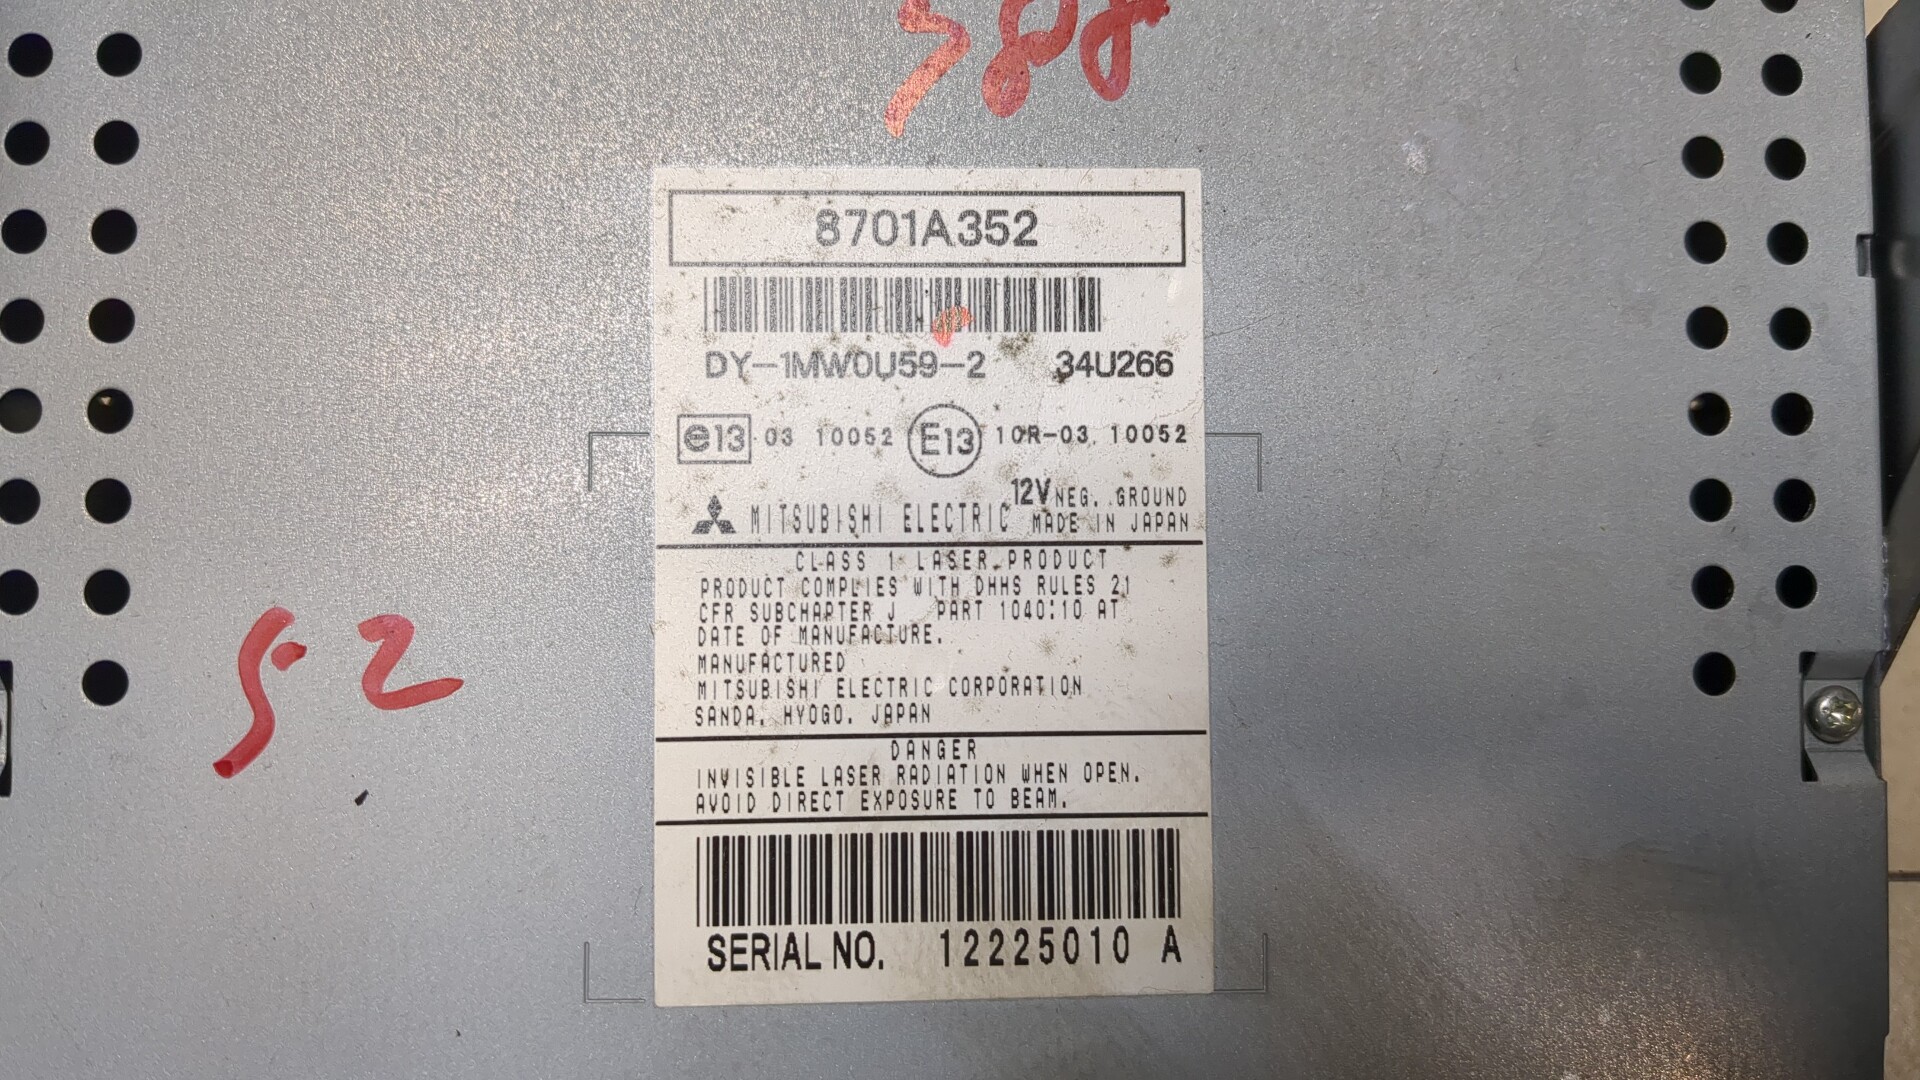 508
8701A352
DY-1MW0U59-2 34U266
e13 03 10052 E13 10R-03 10052
12V NEG. GROUND
MITSUBISHI ELECTRIC MADE IN JAPAN
CLASS 1 LASER PRODUCT
PRODUCT COMPLIES WITH DHHS RULES 21
CFR SUBCHAPTER J PART 1040:10 AT
DATE OF MANUFACTURE.
MANUFACTURED
MITSUBISHI ELECTRIC CORPORATION
SANDA, HYOGO, JAPAN
5-2
DANGER
INVISIBLE LASER RADIATION WHEN OPEN.
AVOID DIRECT EXPOSURE TO BEAM.
SERIAL NO. 12225010 A